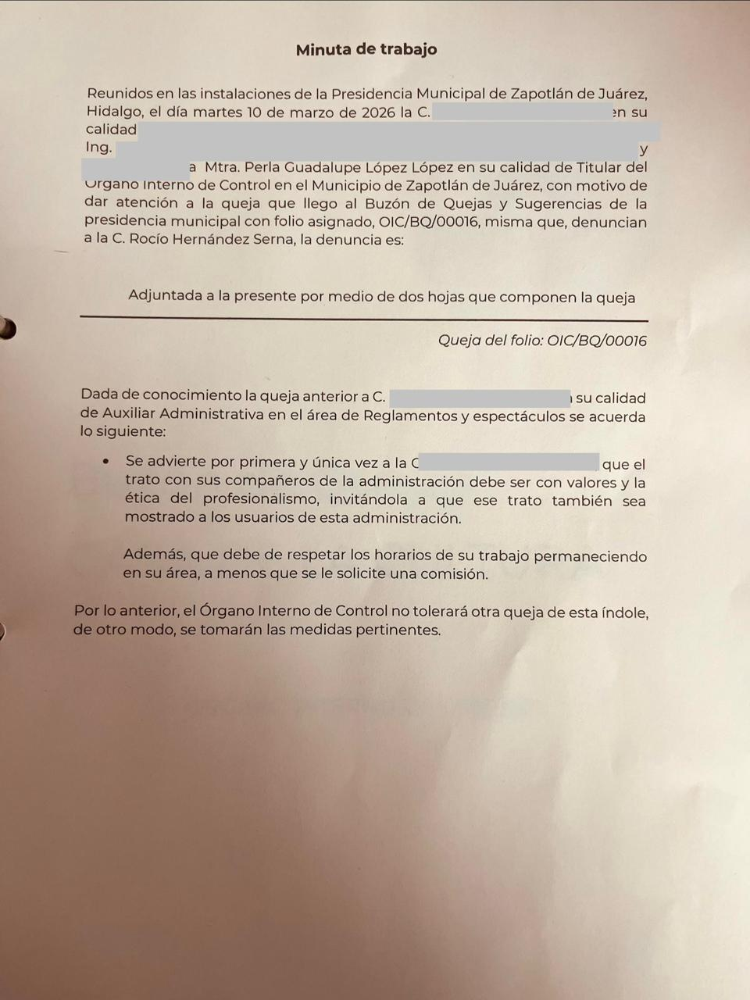 Minuta de trabajo
Reunidos en las instalaciones de la Presidencia Municipal de Zapotlán de Juárez,
Hidalgo, el día martes 10 de marzo de 2026 la C. en su
calidad
Ing. y
a Mtra. Perla Guadalupe López López en su calidad de Titular del
Órgano Interno de Control en el Municipio de Zapotlán de Juárez, con motivo de
dar atención a la queja que llego al Buzón de Quejas y Sugerencias de la
presidencia municipal con folio asignado, OIC/BQ/00016, misma que, denuncian
a la C. Rocío Hernández Serna, la denuncia es:
Adjuntada a la presente por medio de dos hojas que componen la queja
Queja del folio: OIC/BQ/00016
Dada de conocimiento la queja anterior a C. su calidad
de Auxiliar Administrativa en el área de Reglamentos y espectáculos se acuerda
lo siguiente:
• Se advierte por primera y única vez a la C que el
trato con sus compañeros de la administración debe ser con valores y la
ética del profesionalismo, invitándola a que ese trato también sea
mostrado a los usuarios de esta administración.
Además, que debe de respetar los horarios de su trabajo permaneciendo
en su área, a menos que se le solicite una comisión.
Por lo anterior, el Órgano Interno de Control no tolerará otra queja de esta índole,
de otro modo, se tomarán las medidas pertinentes.